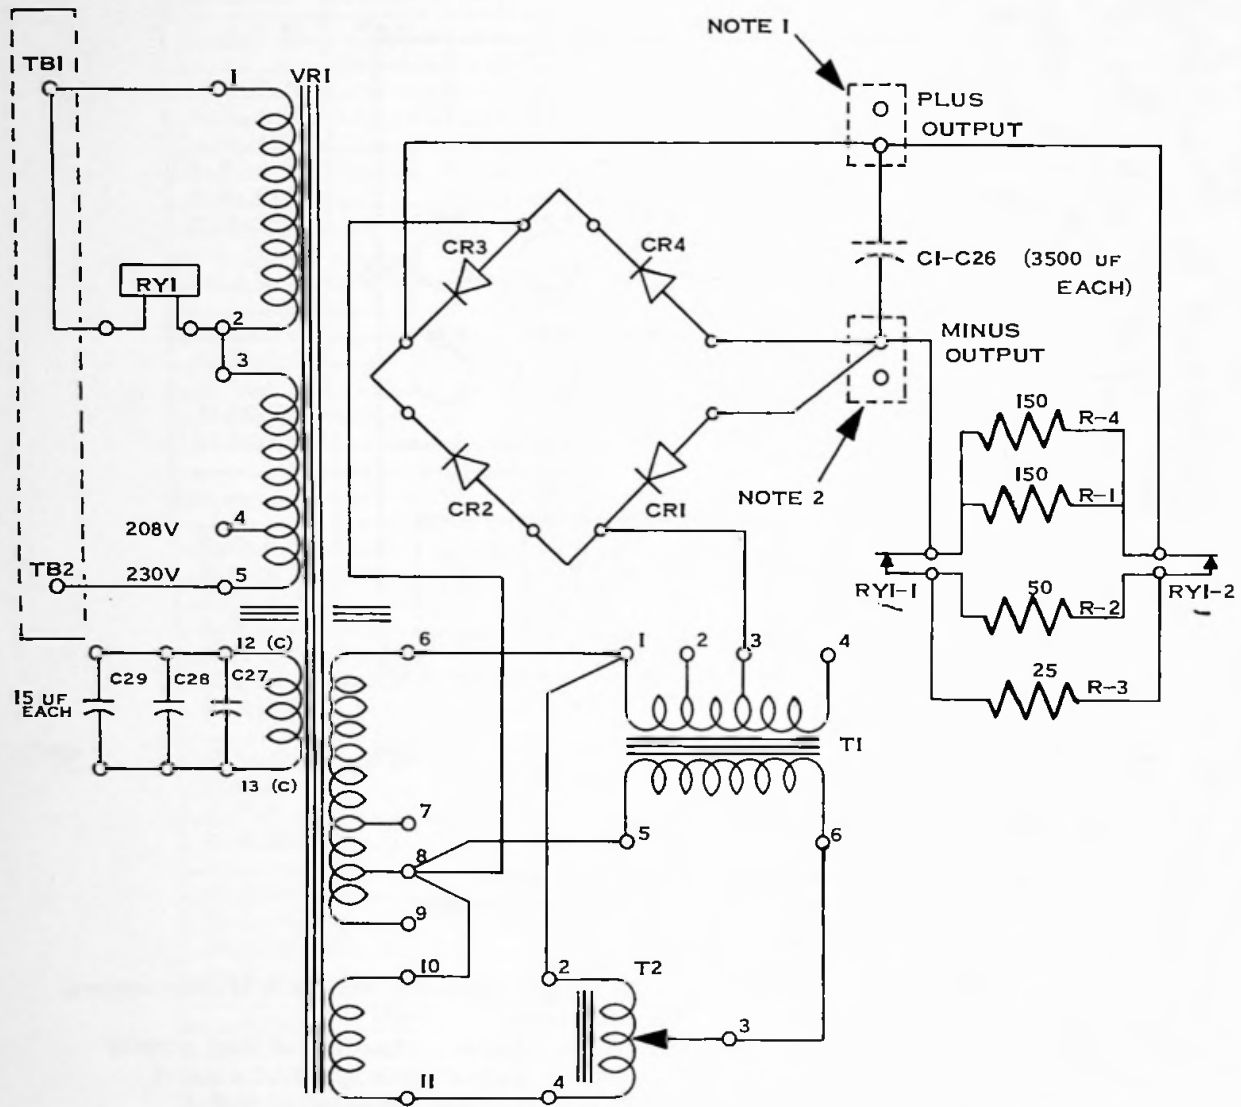 NOTE 1
TB1
1
VR1
PLUS
OUTPUT
CR3
CR4
C1-C26 (3500 UF
EACH)
RY1
2
3
MINUS
OUTPUT
150
R-4
150
R-1
CR2
CR1
NOTE 2
4
208V
TB2
230V
5
RY1-1
RY1-2
50
R-2
12 (C)
6
1
2
3
4
C29
C28
C27
15 UF
EACH
25
R-3
T1
13 (C)
7
5
6
8
9
10
2
T2
3
11
4